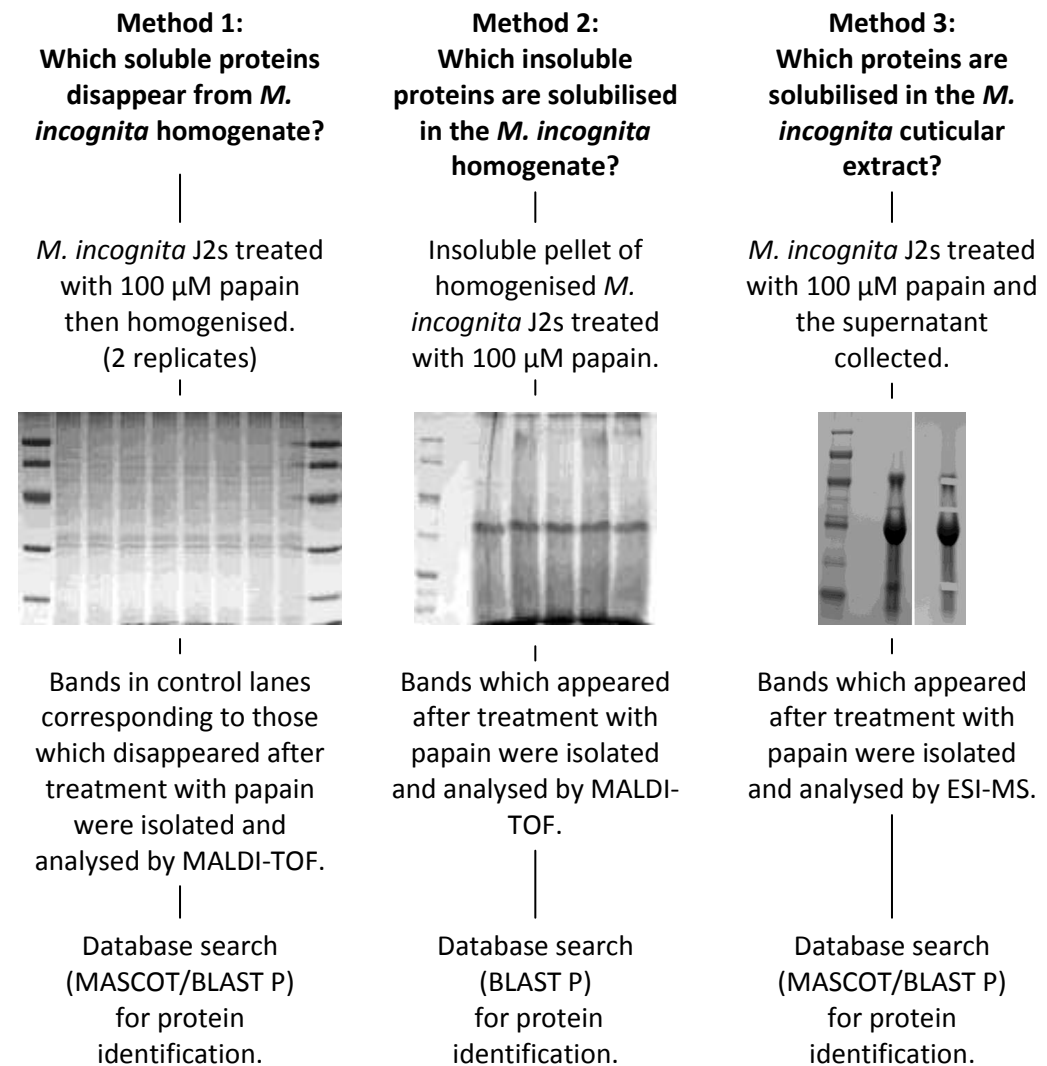 Method 1:
Which soluble proteins
disappear from M.
incognita homogenate?
M. incognita J2s treated
with 100 µM papain
then homogenised.
(2 replicates)
Bands in control lanes
corresponding to those
which disappeared after
treatment with papain
were isolated and
analysed by MALDI-TOF.
Database search
(MASCOT/BLAST P)
for protein
identification.
Method 2:
Which insoluble
proteins are solubilised
in the M. incognita
homogenate?
Insoluble pellet of
homogenised M.
incognita J2s treated
with 100 µM papain.
Bands which appeared
after treatment with
papain were isolated
and analysed by MALDI-
TOF.
Database search
(BLAST P)
for protein
identification.
Method 3:
Which proteins are
solubilised in the M.
incognita cuticular
extract?
M. incognita J2s treated
with 100 µM papain and
the supernatant
collected.
Bands which appeared
after treatment with
papain were isolated
and analysed by ESI-MS.
Database search
(MASCOT/BLAST P)
for protein
identification.